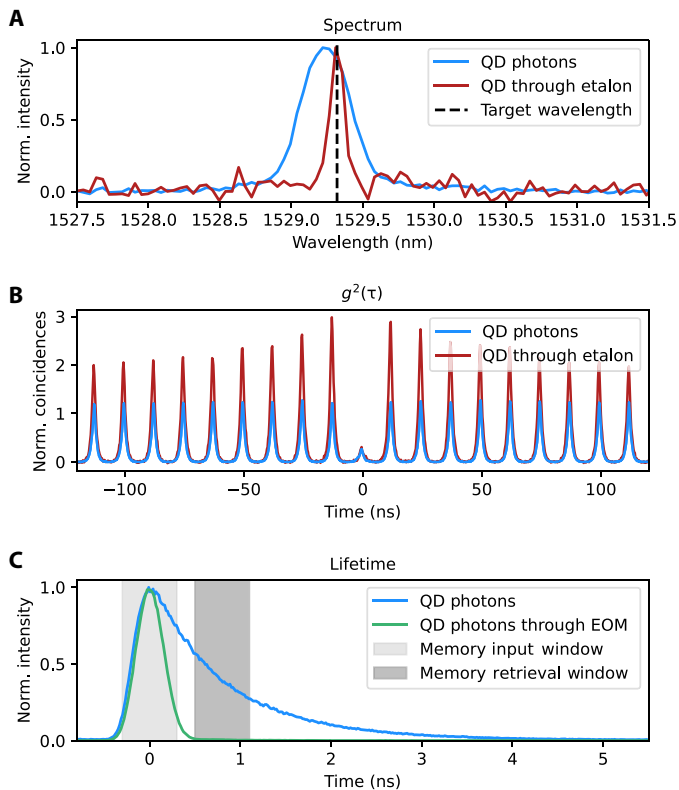 A
Spectrum
Norm. intensity
1.0
0.5
0.0
QD photons
QD through etalon
Target wavelength
1527.5 1528.0 1528.5 1529.0 1529.5 1530.0 1530.5 1531.0 1531.5
Wavelength (nm)
B
g²(τ)
Norm. coincidences
3
2
1
0
QD photons
QD through etalon
−100 −50 0 50 100
Time (ns)
C
Lifetime
Norm. intensity
1.0
0.5
0.0
QD photons
QD photons through EOM
Memory input window
Memory retrieval window
0 1 2 3 4 5
Time (ns)